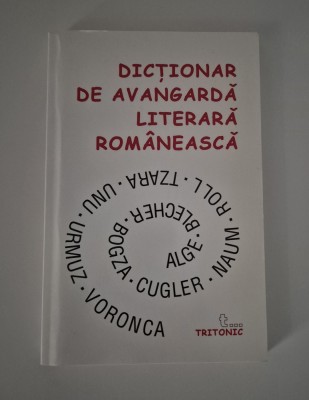 DICȚIONAR
DE AVANGARDĂ
LITERARĂ
ROMÂNEASCĂ
ALGE · BLECHER · BOGZA · CUGLER · NAUM · ROLL · TZARA · UNU · URMUZ · VORONCA
t...
TRITONIC